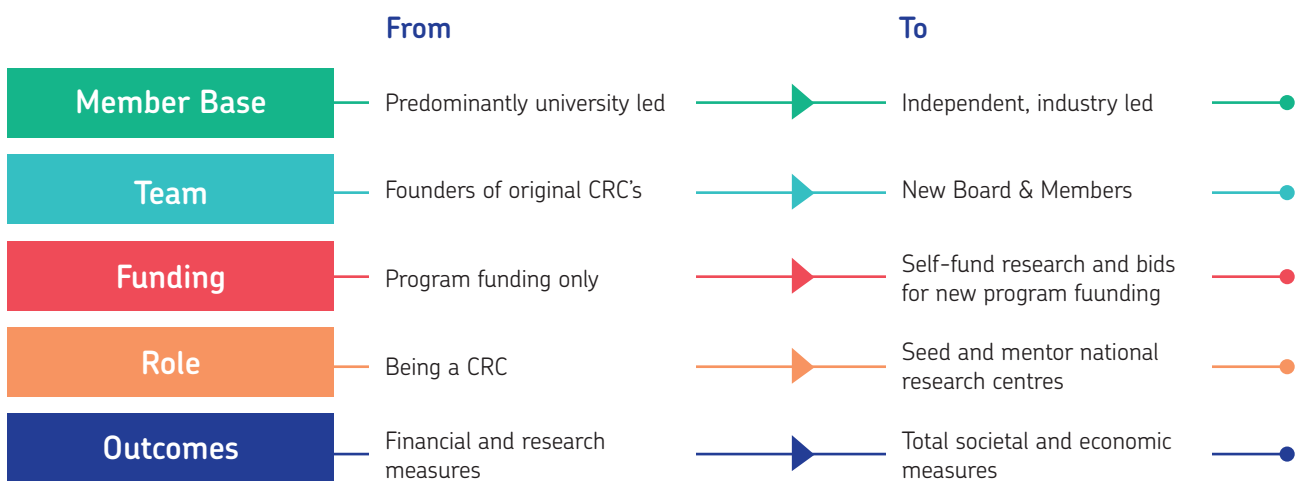 From
To
Member Base
Predominantly university led
Independent, industry led
Team
Founders of original CRC's
New Board & Members
Funding
Program funding only
Self-fund research and bids
for new program fuunding
Role
Being a CRC
Seed and mentor national
research centres
Outcomes
Financial and research
measures
Total societal and economic
measures